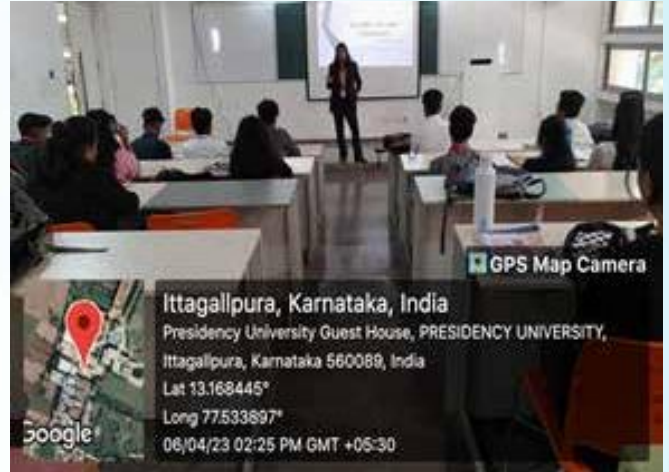 GPS Map Camera
Ittagallpura, Karnataka, India
Presidency University Guest House, PRESIDENCY UNIVERSITY,
Ittagallpura, Karnataka 560089, India
Lat 13.168445°
Long 77.533897°
06/04/23 02:25 PM GMT +05:30
Google